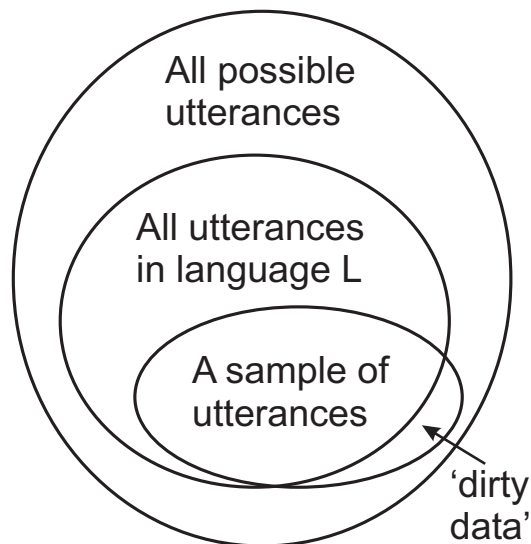 All possible
utterances
All utterances
in language L
A sample of
utterances
‘dirty
data’